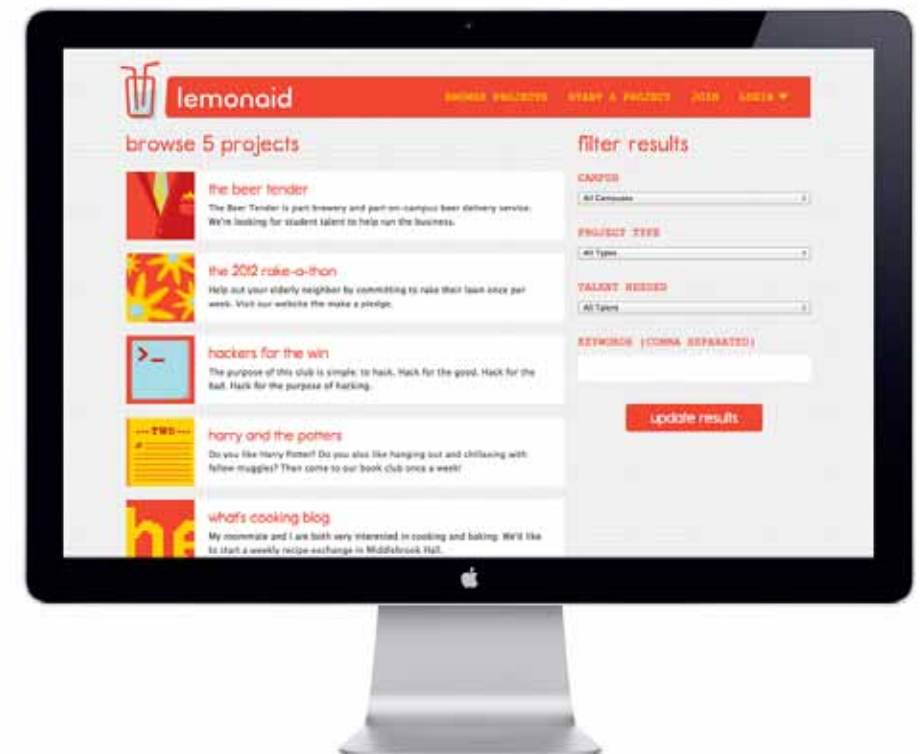 lemonaid
BROWSE PROJECTS START A PROJECT JOIN LOGIN
browse 5 projects
the beer tender
The Beer Tender is part brewery and part on-campus beer delivery service.
We're looking for student talent to help run the business.
the 2012 rake-a-thon
Help out your elderly neighbor by committing to rake their lawn once per
week. Visit our website the make a pledge.
>_
hackers for the win
The purpose of this club is simple: to hack. Hack for the good. Hack for the
bad. Hack for the purpose of hacking.
--- TWO ---
harry and the potters
Do you like Harry Potter? Do you also like hanging out and chillaxing with
fellow muggles? Then come to our book club once a week!
he
what's cooking blog
My roommate and I are both very interested in cooking and baking. We'd like
to start a weekly recipe exchange in Middlebrook Hall.
filter results
CAMPUS
All Campuses
PROJECT TYPE
All Types
TALENT NEEDED
All Talent
KEYWORDS (COMMA SEPARATED)
update results